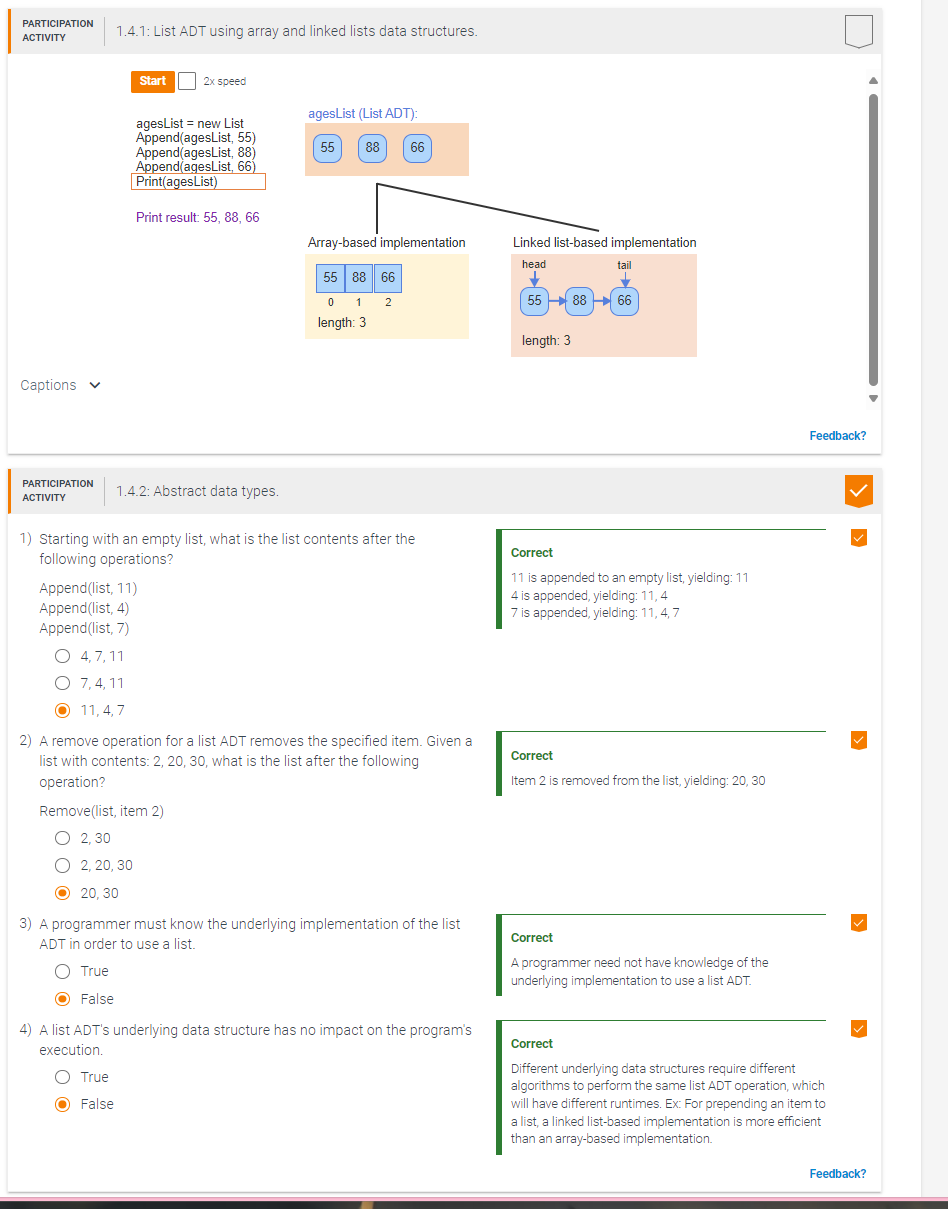 PARTICIPATION
ACTIVITY
1.4.1: List ADT using array and linked lists data structures.
Start
2x speed
agesList = new List
Append(agesList, 55)
Append(agesList, 88)
Append(agesList, 66)
Print(agesList)
Print result: 55, 88, 66
agesList (List ADT):
55 88 66
Array-based implementation
55 88 66
0 1 2
length: 3
Linked list-based implementation
head tail
55 88 66
length: 3
Captions
Feedback?
PARTICIPATION
ACTIVITY
1.4.2: Abstract data types.
1) Starting with an empty list, what is the list contents after the
following operations?
Append(list, 11)
Append(list, 4)
Append(list, 7)
4, 7, 11
7, 4, 11
11, 4, 7
Correct
11 is appended to an empty list, yielding: 11
4 is appended, yielding: 11, 4
7 is appended, yielding: 11, 4, 7
2) A remove operation for a list ADT removes the specified item. Given a
list with contents: 2, 20, 30, what is the list after the following
operation?
Remove(list, item 2)
2, 30
2, 20, 30
20, 30
Correct
Item 2 is removed from the list, yielding: 20, 30
3) A programmer must know the underlying implementation of the list
ADT in order to use a list.
True
False
Correct
A programmer need not have knowledge of the
underlying implementation to use a list ADT.
4) A list ADT's underlying data structure has no impact on the program's
execution.
True
False
Correct
Different underlying data structures require different
algorithms to perform the same list ADT operation, which
will have different runtimes. Ex: For prepending an item to
a list, a linked list-based implementation is more efficient
than an array-based implementation.
Feedback?